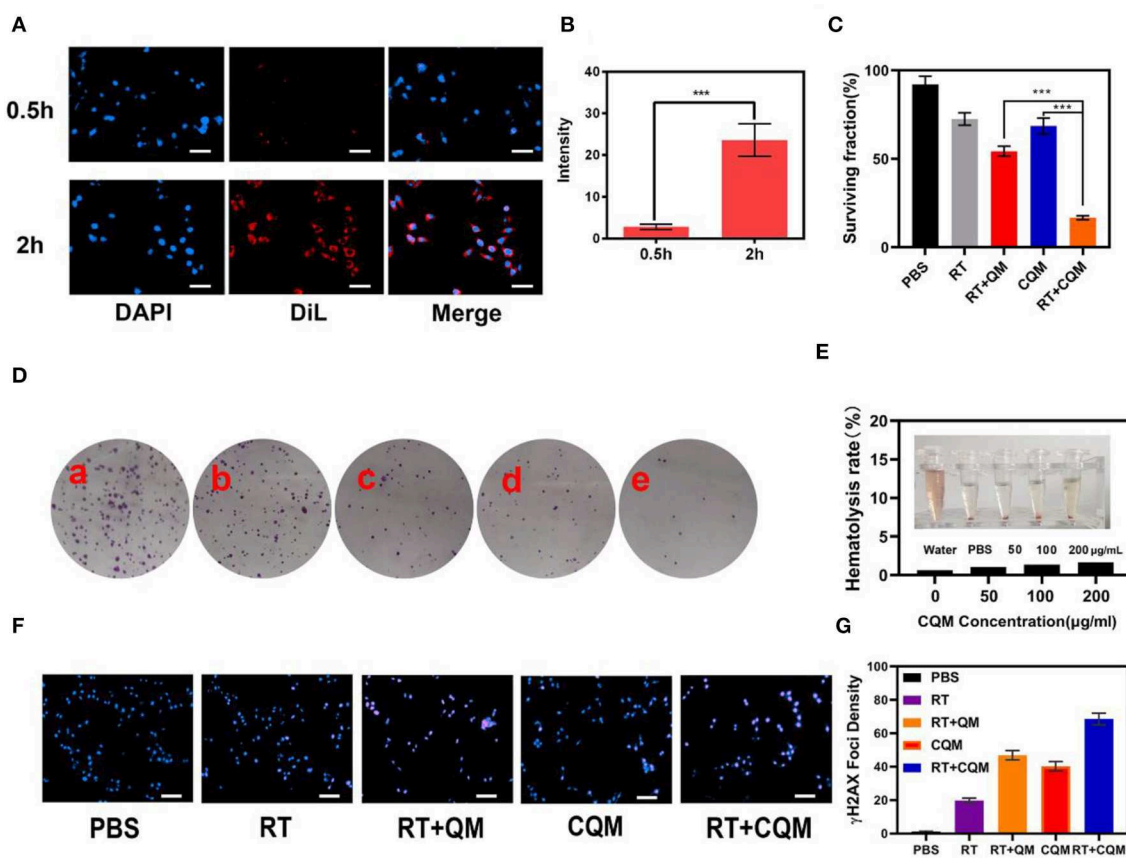 A
0.5h
2h
DAPI
DiL
Merge
B
40
30
20
10
0
Intensity
***
0.5h
2h
C
100
50
0
Surviving fraction(%)
***
***
PBS
RT
RT+QM
CQM
RT+CQM
D
a
b
c
d
e
E
20
15
10
5
0
Hematolysis rate (%)
Water PBS 50 100 200 μg/mL
0 50 100 200
CQM Concentration(μg/ml)
F
PBS
RT
RT+QM
CQM
RT+CQM
G
100
80
60
40
20
0
γH2AX Foci Density
PBS
RT
RT+QM
CQM
RT+CQM
PBS RT RT+QM CQM RT+CQM